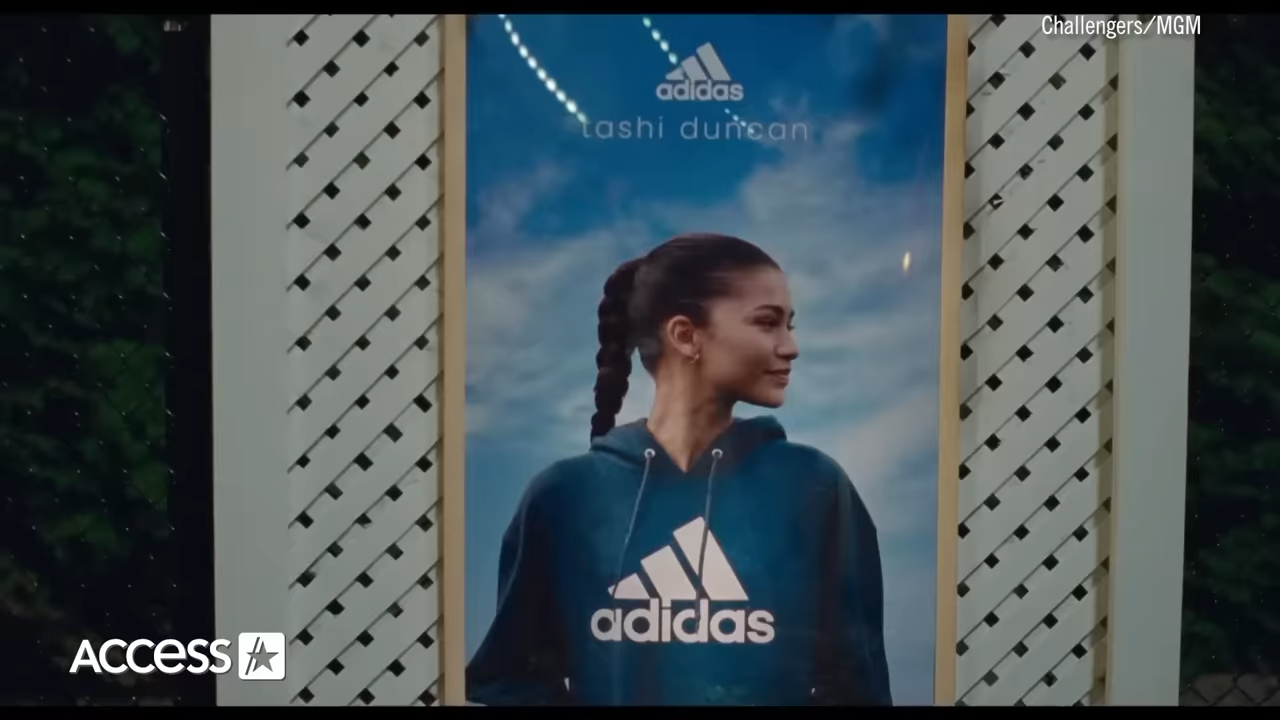 Challengers/MGM
adidas
tashi duncan
adidas
ACCESS